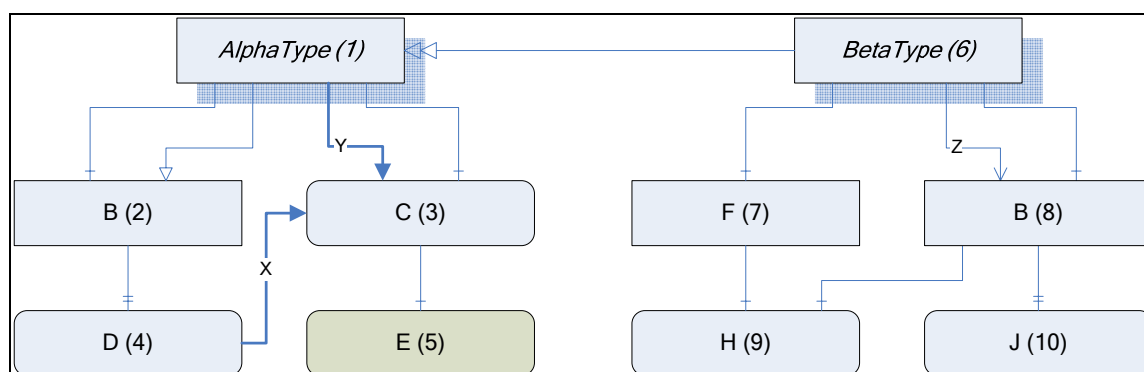 AlphaType (1)
BetaType (6)
Y
Z
B (2)
C (3)
F (7)
B (8)
X
D (4)
E (5)
H (9)
J (10)